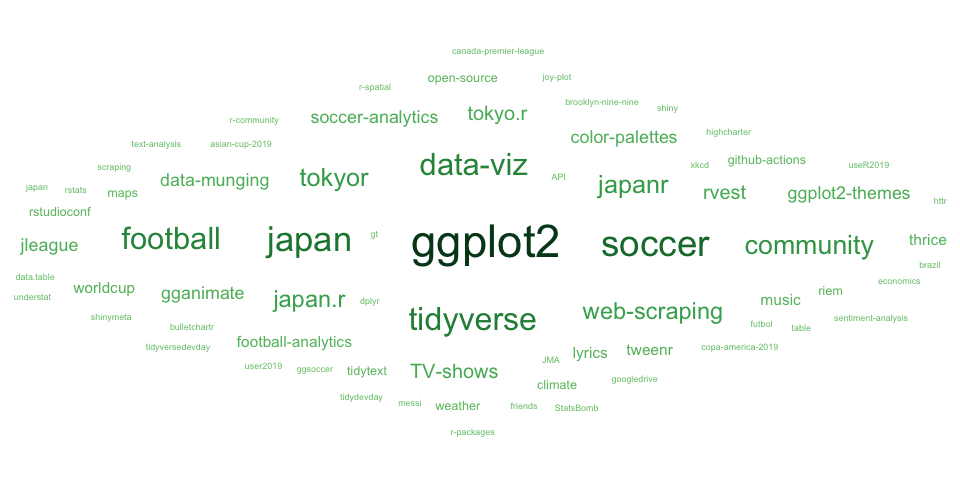 canada-premier-league
open-source joy-plot
r-spatial
brooklyn-nine-nine shiny
r-community soccer-analytics tokyo.r
color-palettes highcharter
text-analysis asian-cup-2019
scraping data-viz xkcd github-actions useR2019
japan rstats maps data-munging tokyor API japanr rvest ggplot2-themes httr
rstudioconf
jleague football japan gt ggplot2 soccer community thrice
brazil
data.table economics
understat worldcup gganimate japan.r dplyr music riem
shinymeta tidyverse web-scraping sentiment-analysis
bulletchartr futbol table
tidyversedevday football-analytics lyrics tweenr copa-america-2019
user2019 ggsoccer tidytext TV-shows JMA
climate googledrive
tidydevday messi weather friends StatsBomb
r-packages